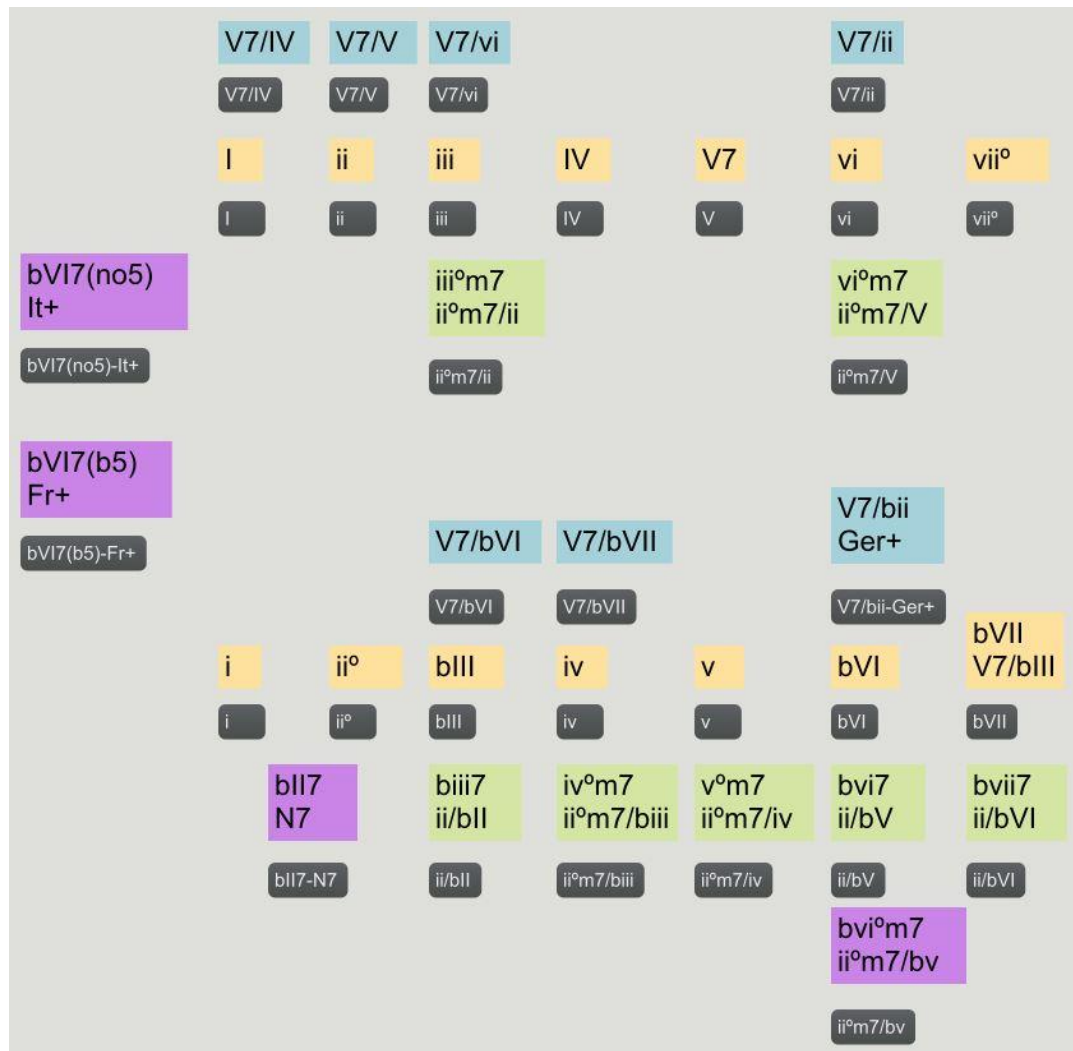 V7/IV V7/V V7/vi V7/ii
V7/IV V7/V V7/vi V7/ii
I ii iii IV V7 vi viiº
I ii iii IV V vi viiº
bVI7(no5)
It+
iiiºm7
iiºm7/ii
viºm7
iiºm7/V
bVI7(no5)-It+
iiºm7/ii iiºm7/V
bVI7(b5)
Fr+
V7/bVI V7/bVII
V7/bii
Ger+
bVI7(b5)-Fr+
V7/bVI V7/bVII V7/bii-Ger+
i iiº bIII iv v bVI
bVII
V7/bIII
i iiº bIII iv v bVI bVII
bII7
N7
biii7
ii/bII
ivºm7
iiºm7/biii
vºm7
iiºm7/iv
bvi7
ii/bV
bvii7
ii/bVI
bII7-N7 ii/bII iiºm7/biii iiºm7/iv ii/bV ii/bVI
bviºm7
iiºm7/bv
iiºm7/bv